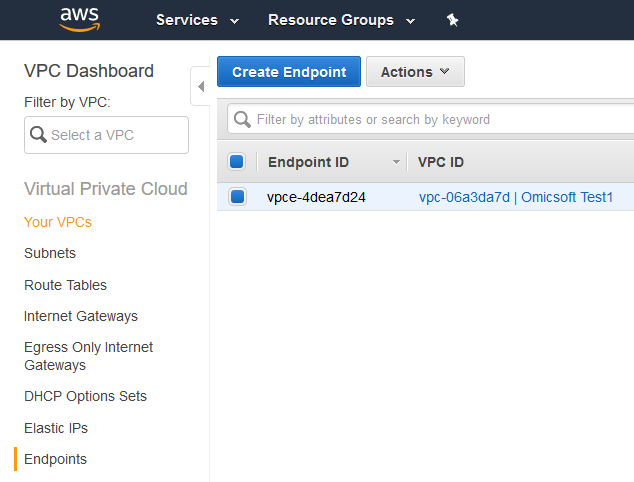 aws Services Resource Groups
VPC Dashboard
Filter by VPC:
Select a VPC
Virtual Private Cloud
Your VPCs
Subnets
Route Tables
Internet Gateways
Egress Only Internet
Gateways
DHCP Options Sets
Elastic IPs
Endpoints
Create Endpoint Actions
Filter by attributes or search by keyword
Endpoint ID VPC ID
vpce-4dea7d24 vpc-06a3da7d | Omicsoft Test1